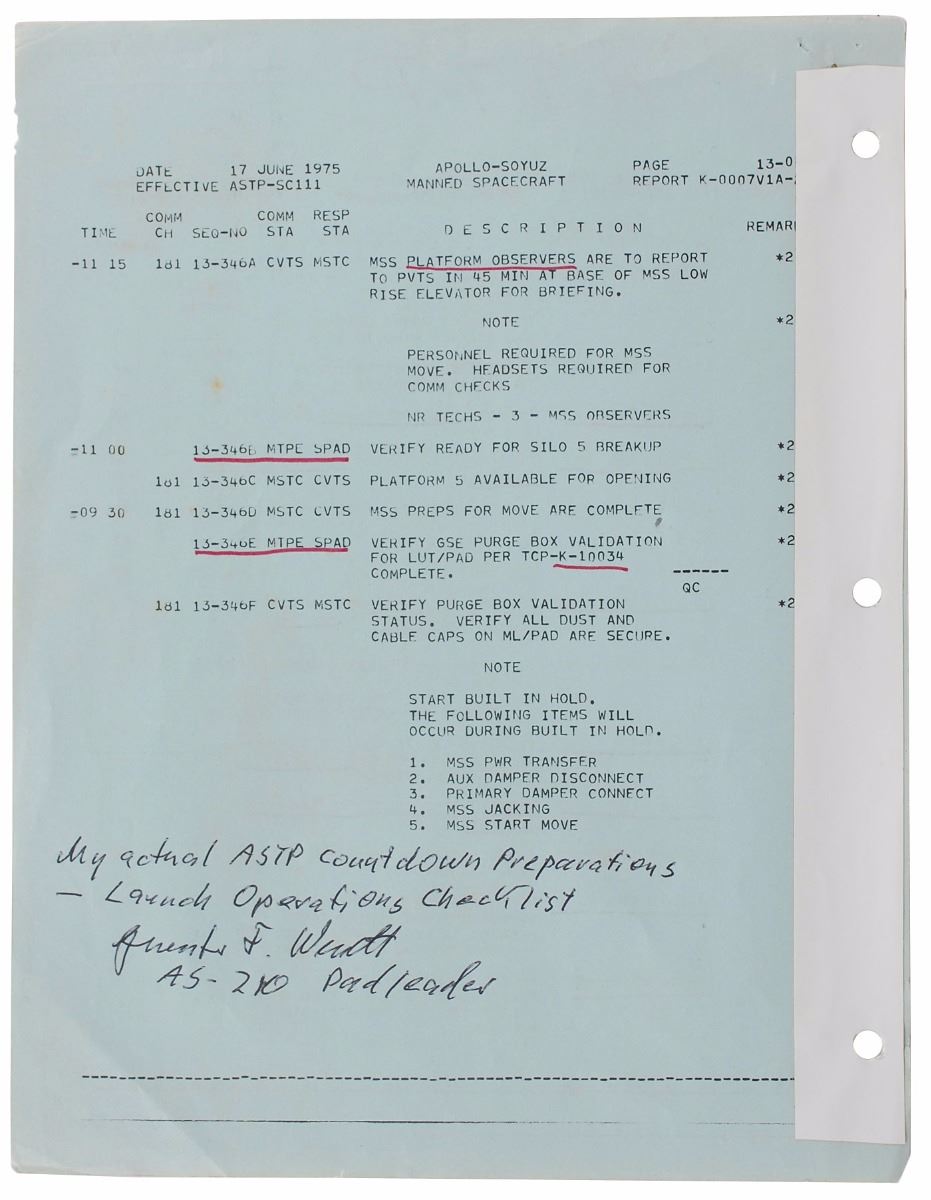 DATE 17 JUNE 1975 APOLLO-SOYUZ PAGE 13-0
EFFECTIVE ASTP-SC111 MANNED SPACECRAFT REPORT K-0007V1A-
COMM COMM RESP
TIME CH SEQ-NO STA STA DESCRIPTION REMAR
-11 15 181 13-346A CVTS MSTC MSS PLATFORM OBSERVERS ARE TO REPORT *2
TO PVTS IN 45 MIN AT BASE OF MSS LOW
RISE ELEVATOR FOR BRIEFING.
NOTE *2
PERSONNEL REQUIRED FOR MSS
MOVE. HEADSETS REQUIRED FOR
COMM CHECKS
NR TECHS - 3 - MSS OBSERVERS
-11 00 13-346B MTPE SPAD VERIFY READY FOR SILO 5 BREAKUP *2
181 13-346C MSTC CVTS PLATFORM 5 AVAILABLE FOR OPENING *2
-09 30 181 13-346D MSTC CVTS MSS PREPS FOR MOVE ARE COMPLETE *2
13-346E MTPE SPAD VERIFY GSE PURGE BOX VALIDATION *2
FOR LUT/PAD PER TCP-K-10034
COMPLETE. ------
QC
181 13-346F CVTS MSTC VERIFY PURGE BOX VALIDATION *2
STATUS. VERIFY ALL DUST AND
CABLE CAPS ON ML/PAD ARE SECURE.
NOTE
START BUILT IN HOLD.
THE FOLLOWING ITEMS WILL
OCCUR DURING BUILT IN HOLD.
1. MSS PWR TRANSFER
2. AUX DAMPER DISCONNECT
3. PRIMARY DAMPER CONNECT
4. MSS JACKING
5. MSS START MOVE
My actual ASTP Countdown Preparations
— Launch Operations Checklist
Guenter F. Wendt
AS-210 Padleader